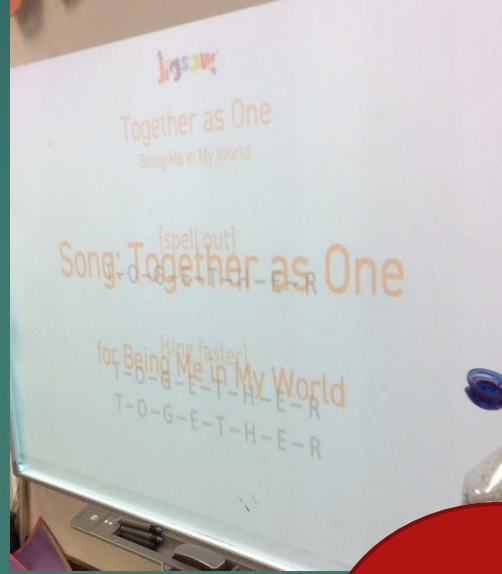 jigsaw
Together as One
Being Me in My World
[spell out]
Song: Together as One
T-O-G-E-T-H-E-R
[sing faster]
for Being Me in My World
T-O-G-E-T-H-E-R
T-O-G-E-T-H-E-R